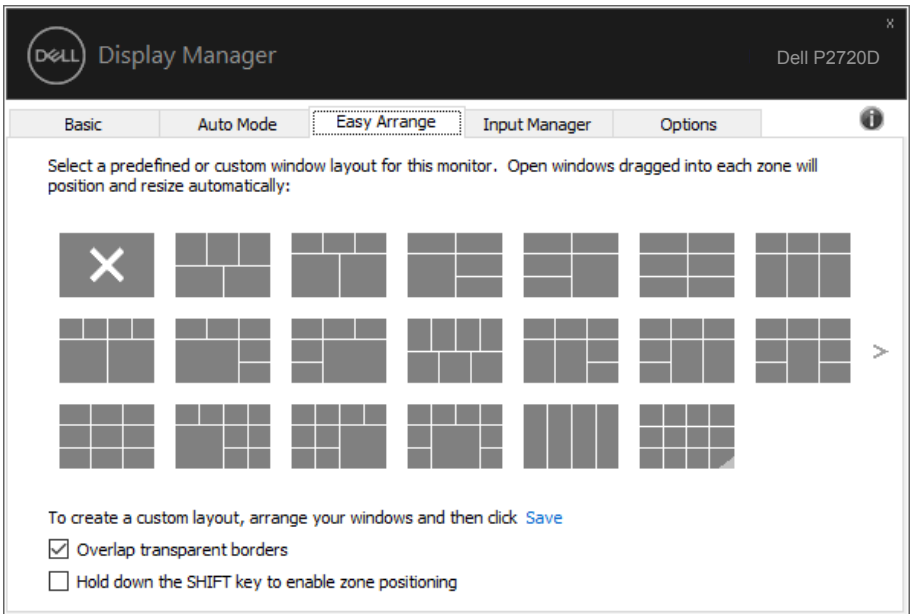 x
DELL Display Manager
Dell P2720D
Basic Auto Mode Easy Arrange Input Manager Options
Select a predefined or custom window layout for this monitor. Open windows dragged into each zone will
position and resize automatically:
>
To create a custom layout, arrange your windows and then click Save
Overlap transparent borders
Hold down the SHIFT key to enable zone positioning